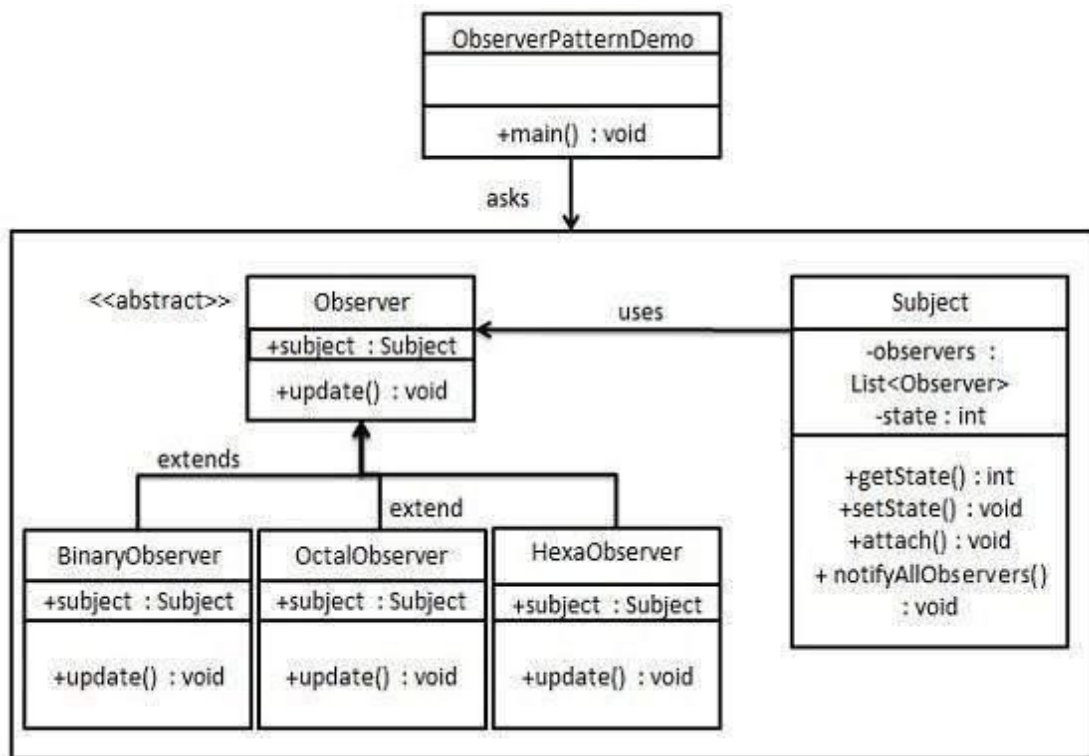 ObserverPatternDemo
+main() : void
asks
<<abstract>>
Observer
+subject : Subject
+update() : void
uses
Subject
-observers :
List<Observer>
-state : int
+getState() : int
+setState() : void
+attach() : void
+ notifyAllObservers()
: void
extends
extend
BinaryObserver
+subject : Subject
+update() : void
OctalObserver
+subject : Subject
+update() : void
HexaObserver
+subject : Subject
+update() : void